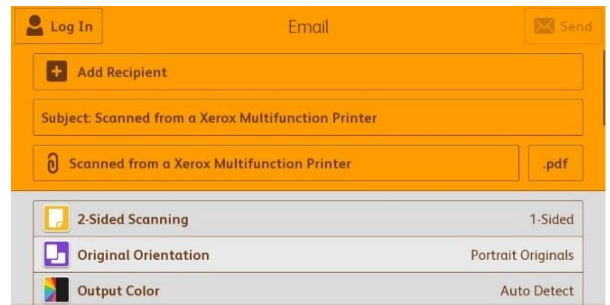 Log In
Email
Send
Add Recipient
Subject: Scanned from a Xerox Multifunction Printer
Scanned from a Xerox Multifunction Printer
.pdf
2-Sided Scanning
1-Sided
Original Orientation
Portrait Originals
Output Color
Auto Detect